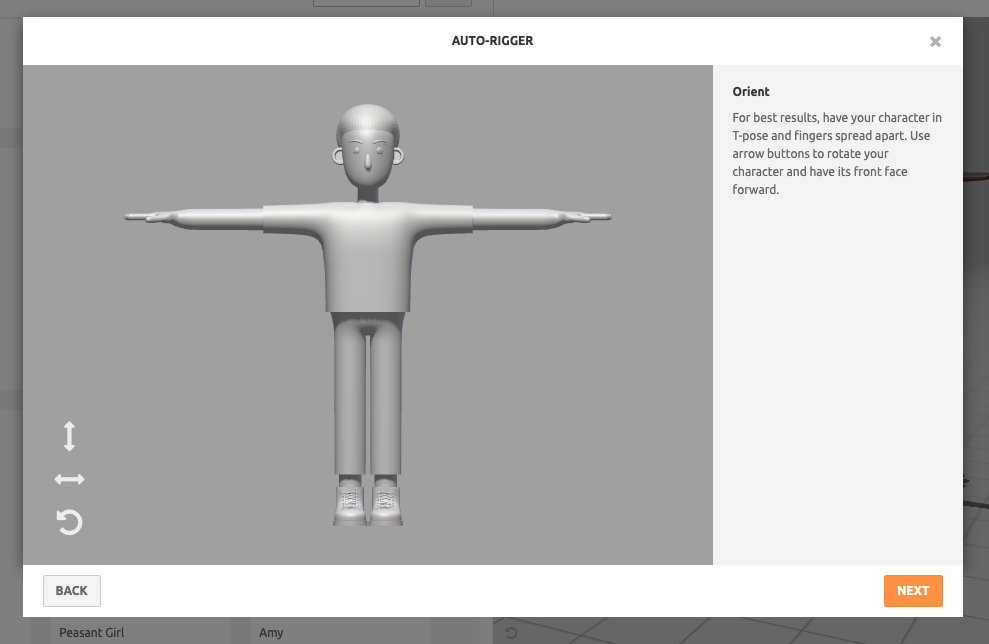 AUTO-RIGGER
Orient
For best results, have your character in
T-pose and fingers spread apart. Use
arrow buttons to rotate your
character and have its front face
forward.
BACK
NEXT
Peasant Girl
Amy